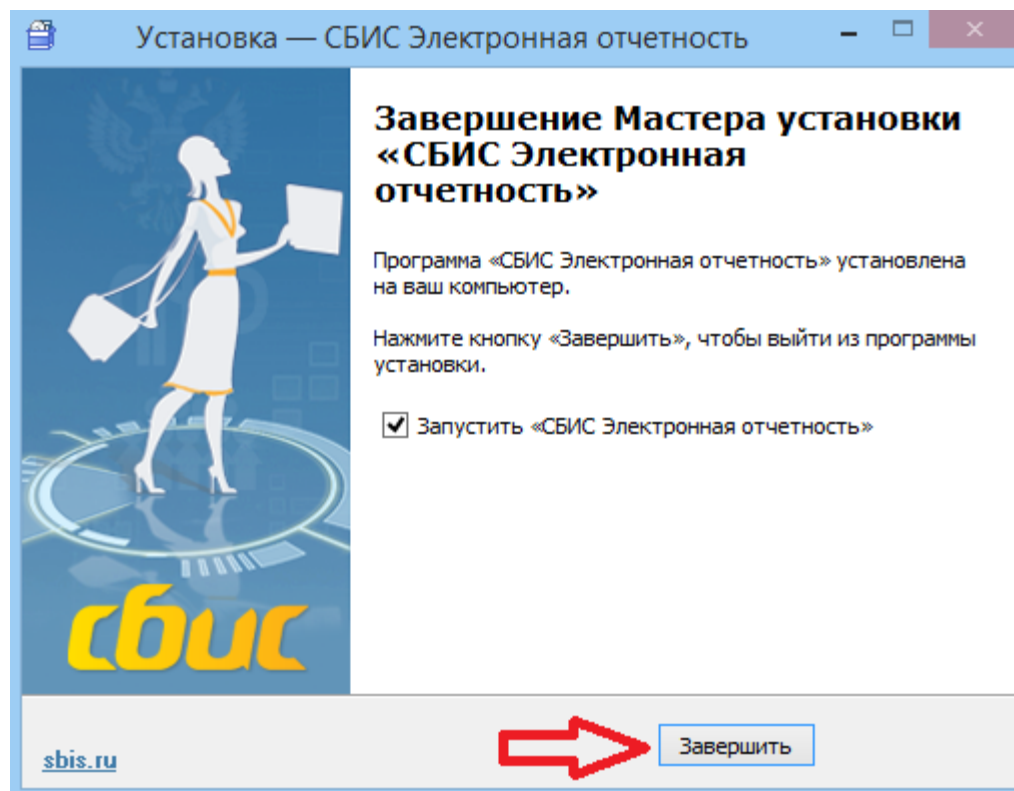 Установка — СБИС Электронная отчетность
Завершение Мастера установки
«СБИС Электронная
отчетность»
Программа «СБИС Электронная отчетность» установлена
на ваш компьютер.
Нажмите кнопку «Завершить», чтобы выйти из программы
установки.
Запустить «СБИС Электронная отчетность»
сбис
sbis.ru
Завершить